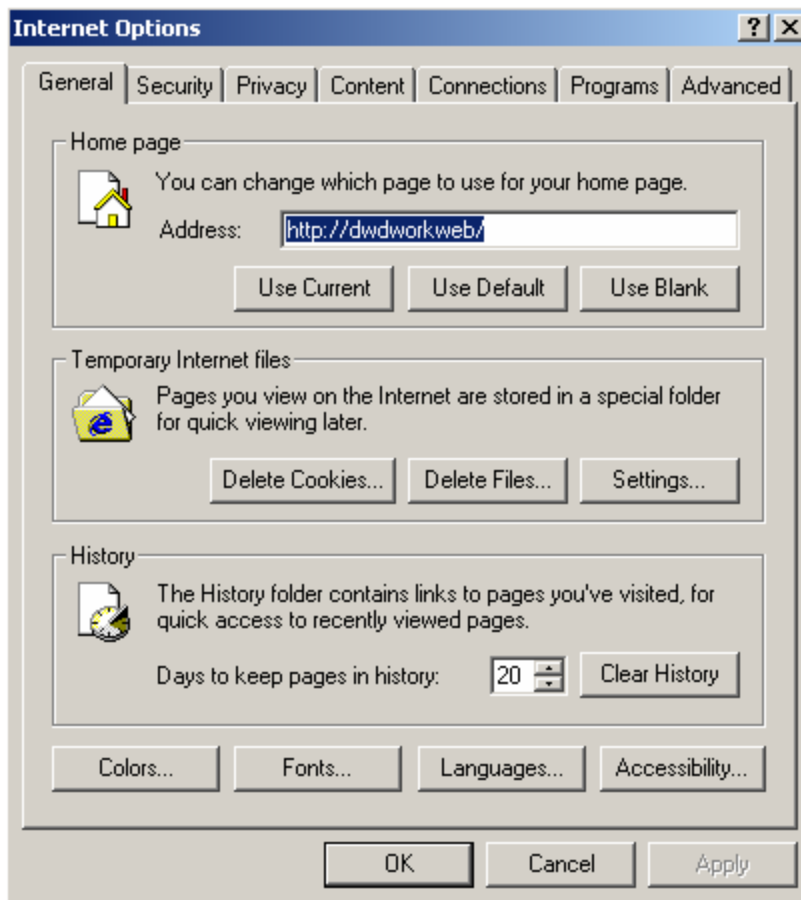 Internet Options
General Security Privacy Content Connections Programs Advanced
Home page
You can change which page to use for your home page.
Address: http://dwdworkweb/
Use Current Use Default Use Blank
Temporary Internet files
Pages you view on the Internet are stored in a special folder
for quick viewing later.
Delete Cookies... Delete Files... Settings...
History
The History folder contains links to pages you've visited, for
quick access to recently viewed pages.
Days to keep pages in history: 20 Clear History
Colors... Fonts... Languages... Accessibility...
OK Cancel Apply